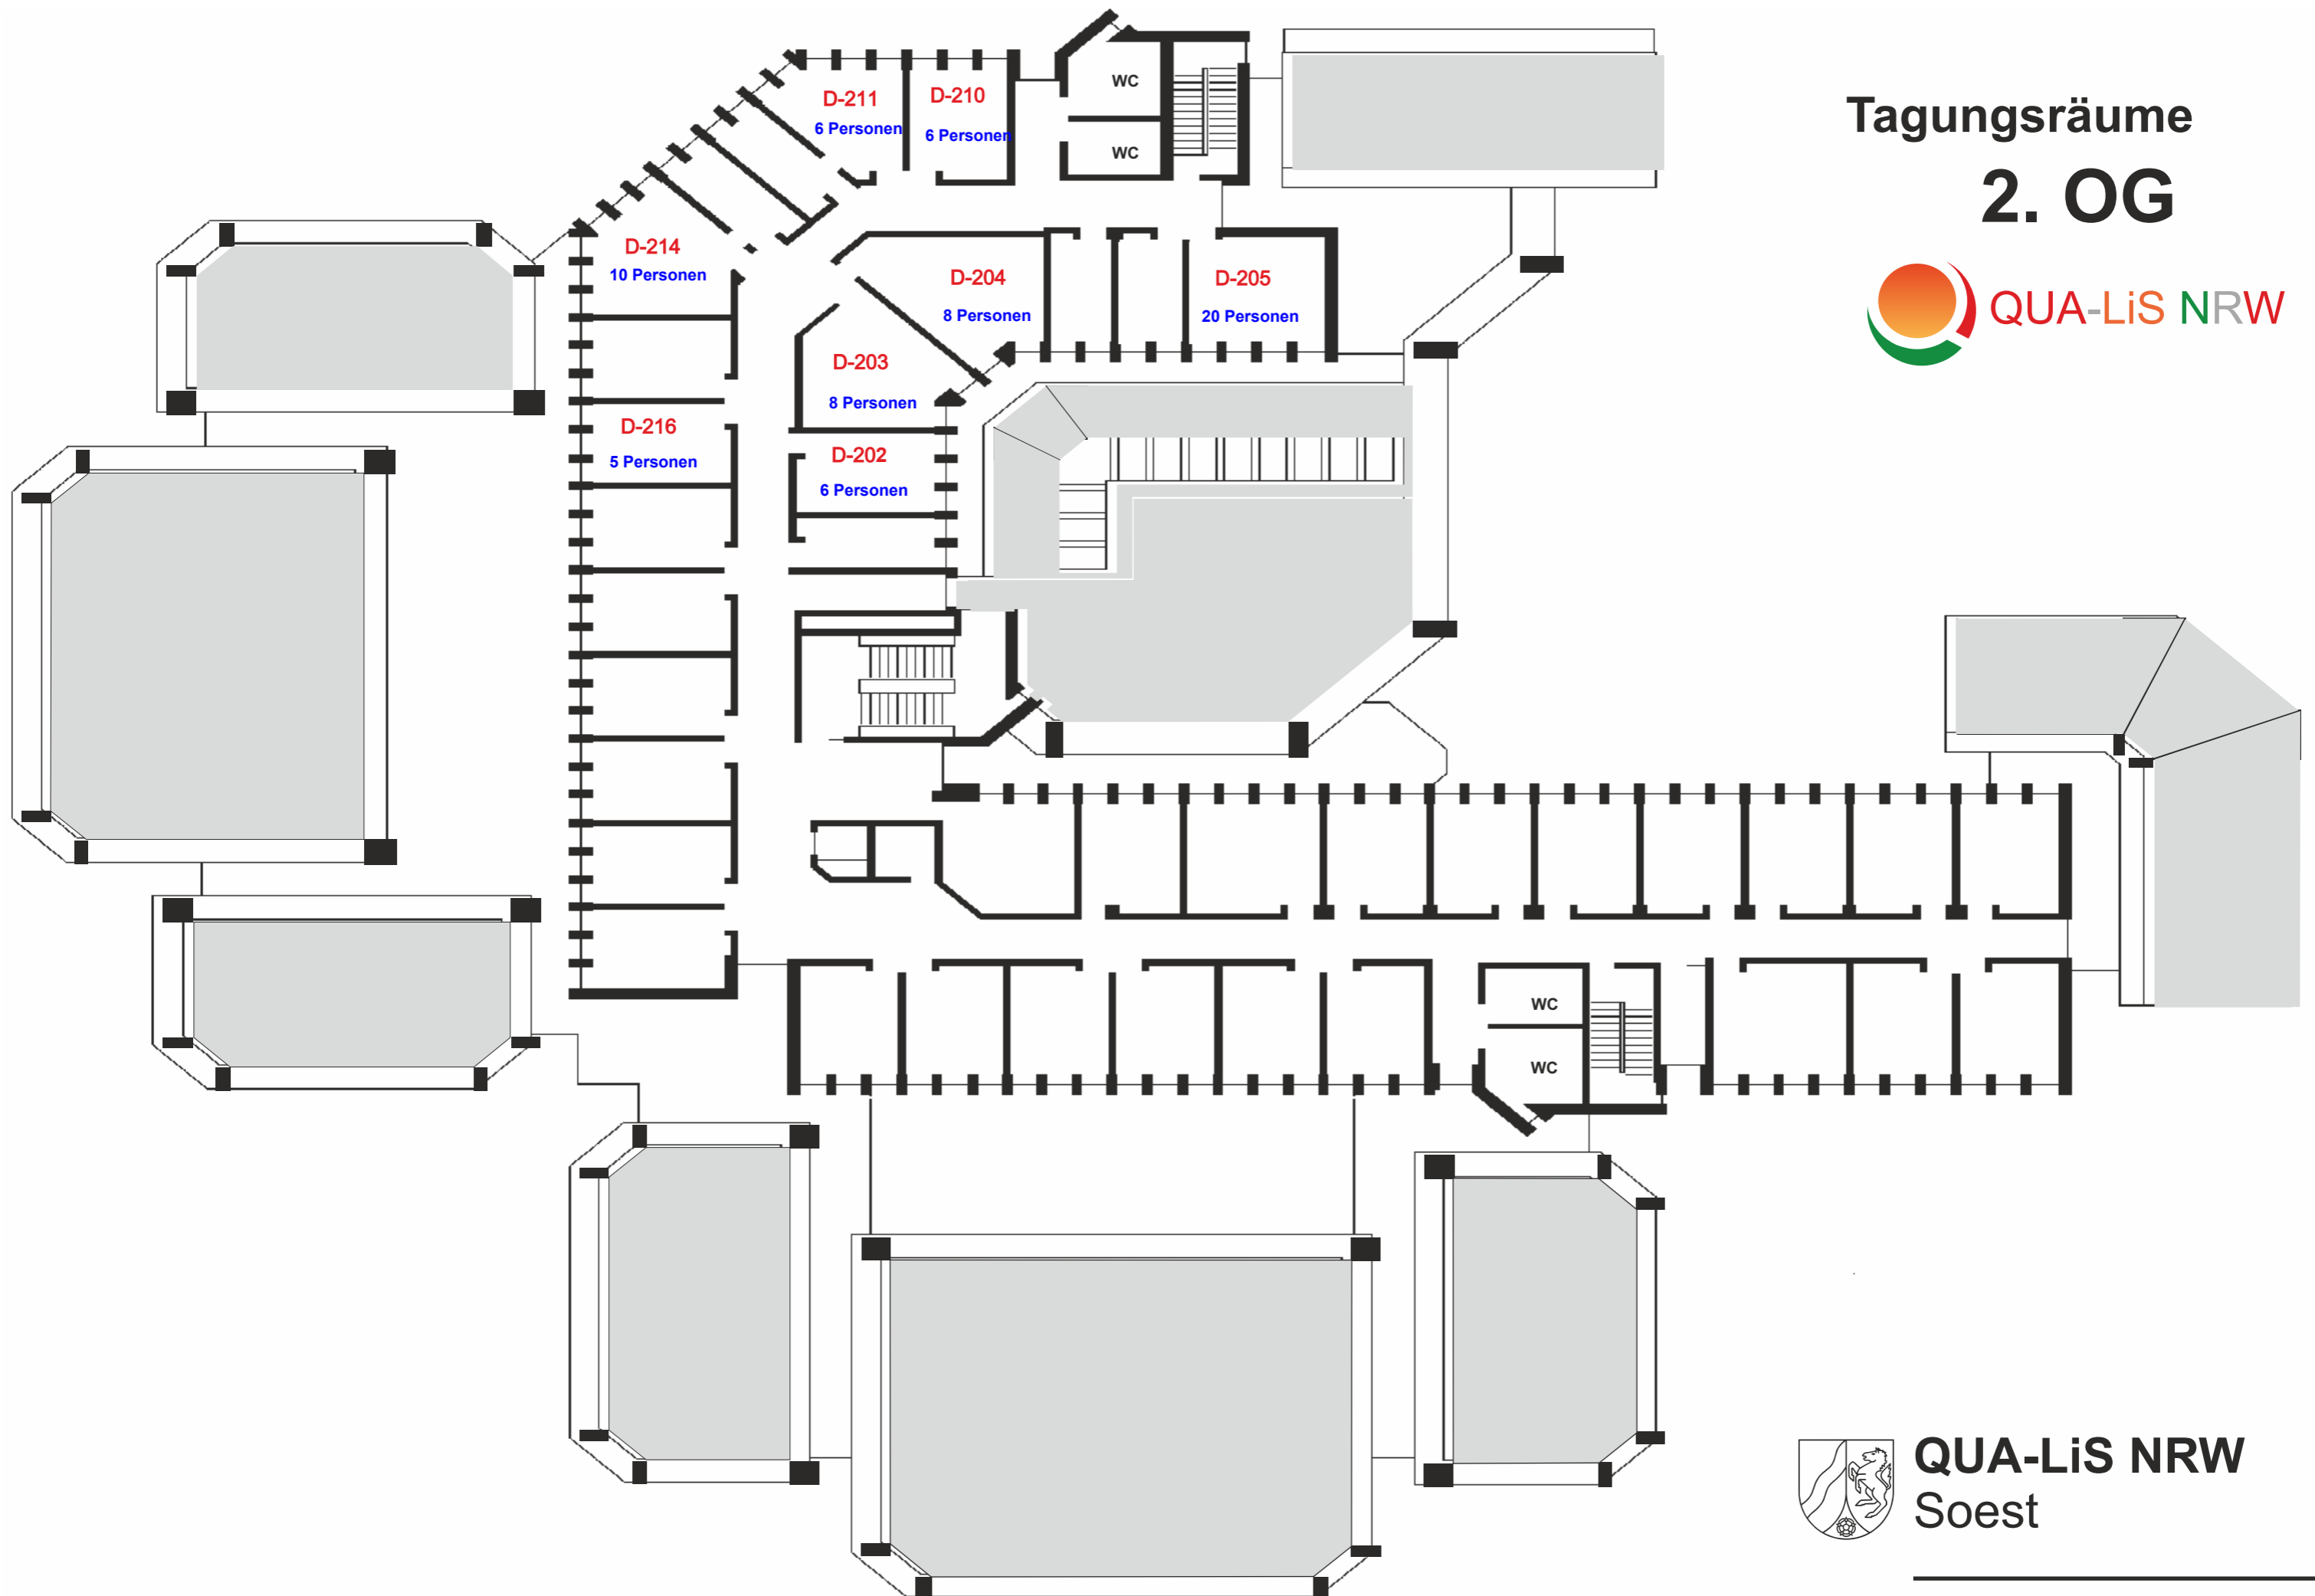 Tagungsräume
2. OG
QUA-LiS NRW
D-211
6 Personen
D-210
6 Personen
WC
WC
D-214
10 Personen
D-204
8 Personen
D-205
20 Personen
D-203
8 Personen
D-216
5 Personen
D-202
6 Personen
WC
WC
QUA-LiS NRW
Soest